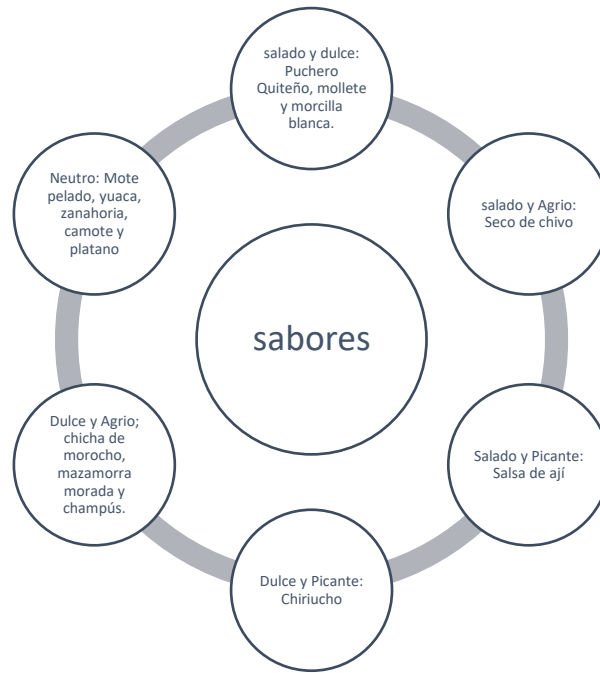 salado y dulce:
Puchero
Quiteño, mollete
y morcilla
blanca.
salado y Agrio:
Seco de chivo
Salado y Picante:
Salsa de ají
Dulce y Picante:
Chiriucho
Dulce y Agrio;
chicha de
morocho,
mazamorra
morada y
champús.
Neutro: Mote
pelado, yuaca,
zanahoria,
camote y
platano
sabores